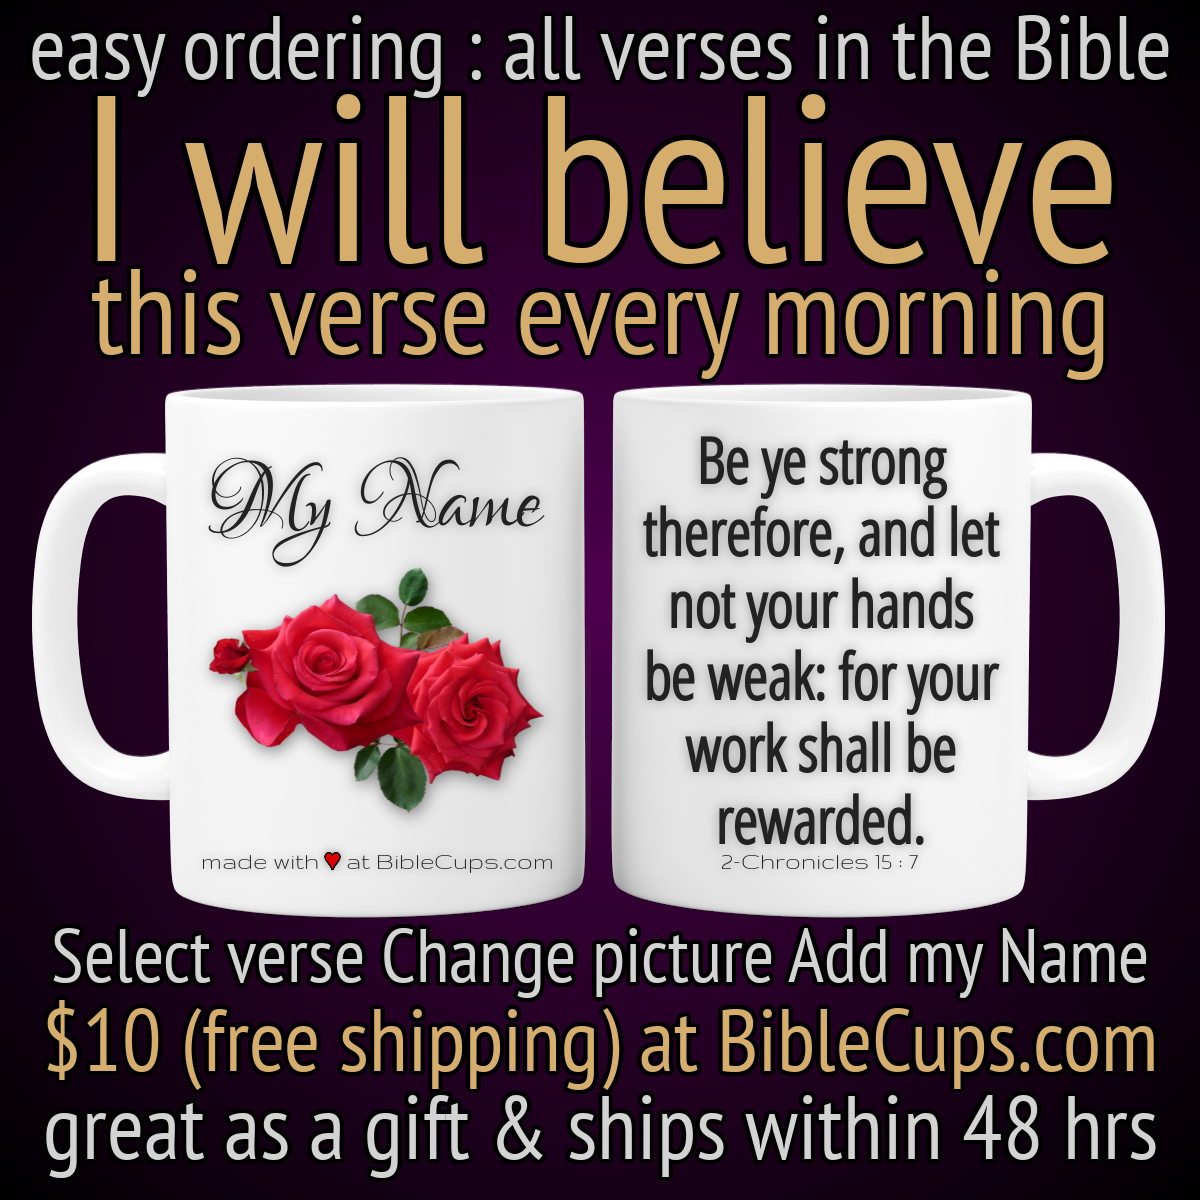 easy ordering : all verses in the Bible
I will believe
this verse every morning
My Name
made with ♥ at BibleCups.com
Be ye strong
therefore, and let
not your hands
be weak: for your
work shall be
rewarded.
2-Chronicles 15 : 7
Select verse Change picture Add my Name
$10 (free shipping) at BibleCups.com
great as a gift & ships within 48 hrs